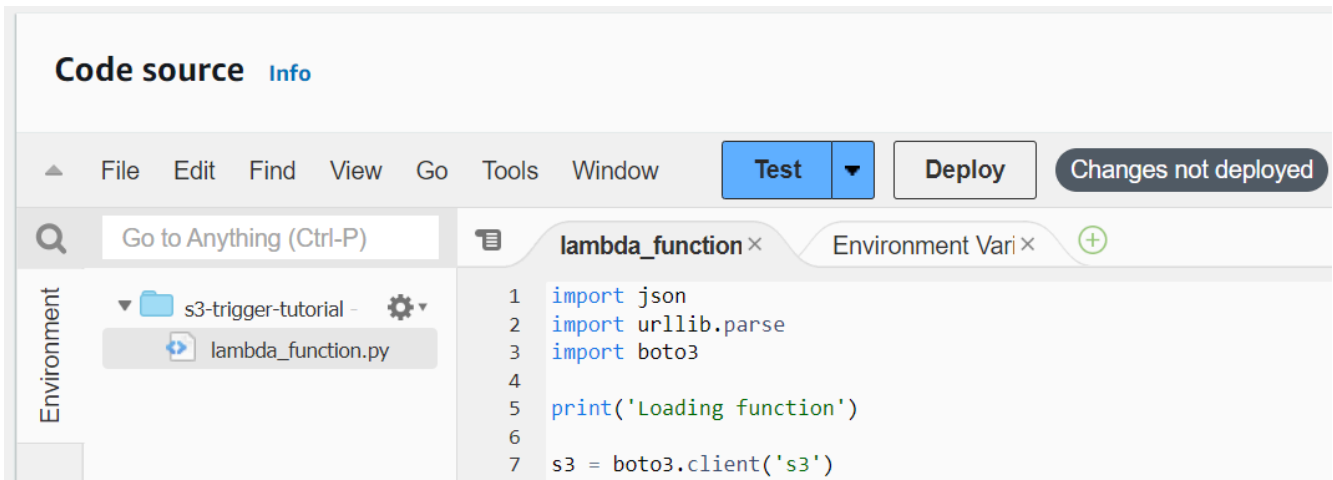 Code source Info
File Edit Find View Go Tools Window Test Deploy Changes not deployed
Go to Anything (Ctrl-P)
lambda_function × Environment Vari ×
Environment
s3-trigger-tutorial -
lambda_function.py
1 import json
2 import urllib.parse
3 import boto3
4
5 print('Loading function')
6
7 s3 = boto3.client('s3')